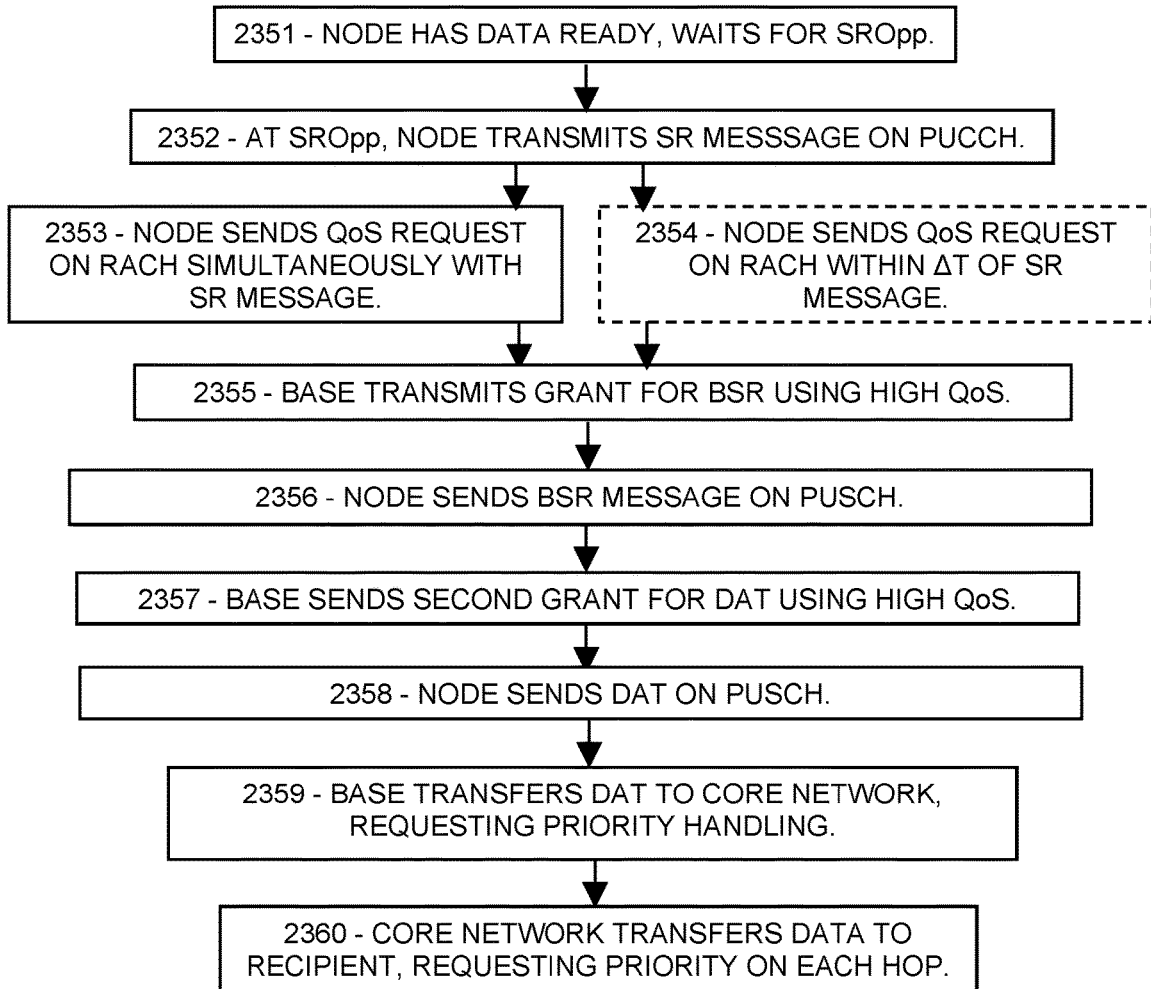 2351 - NODE HAS DATA READY, WAITS FOR SROpp.
2352 - AT SROpp, NODE TRANSMITS SR MESSSAGE ON PUCCH.
2353 - NODE SENDS QoS REQUEST
ON RACH SIMULTANEOUSLY WITH
SR MESSAGE.
2354 - NODE SENDS QoS REQUEST
ON RACH WITHIN ΔT OF SR
MESSAGE.
2355 - BASE TRANSMITS GRANT FOR BSR USING HIGH QoS.
2356 - NODE SENDS BSR MESSAGE ON PUSCH.
2357 - BASE SENDS SECOND GRANT FOR DAT USING HIGH QoS.
2358 - NODE SENDS DAT ON PUSCH.
2359 - BASE TRANSFERS DAT TO CORE NETWORK,
REQUESTING PRIORITY HANDLING.
2360 - CORE NETWORK TRANSFERS DATA TO
RECIPIENT, REQUESTING PRIORITY ON EACH HOP.